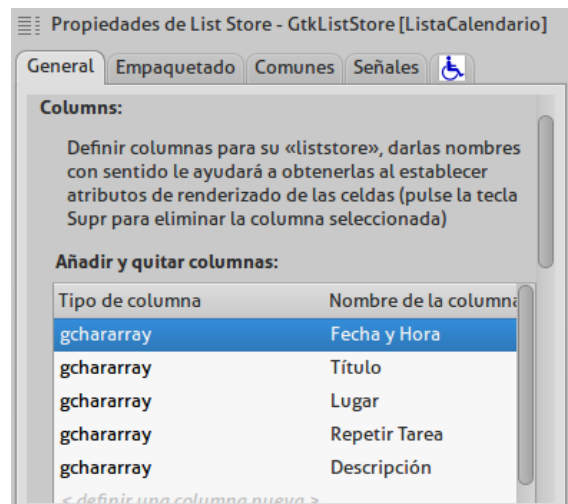 Propiedades de List Store - GtkListStore [ListaCalendario]
General Empaquetado Comunes Señales
Columns:
Definir columnas para su «liststore», darlas nombres
con sentido le ayudará a obtenerlas al establecer
atributos de renderizado de las celdas (pulse la tecla
Supr para eliminar la columna seleccionada)
Añadir y quitar columnas:
Tipo de columna Nombre de la columna
gchararray Fecha y Hora
gchararray Título
gchararray Lugar
gchararray Repetir Tarea
gchararray Descripción
< definir una columna nueva >